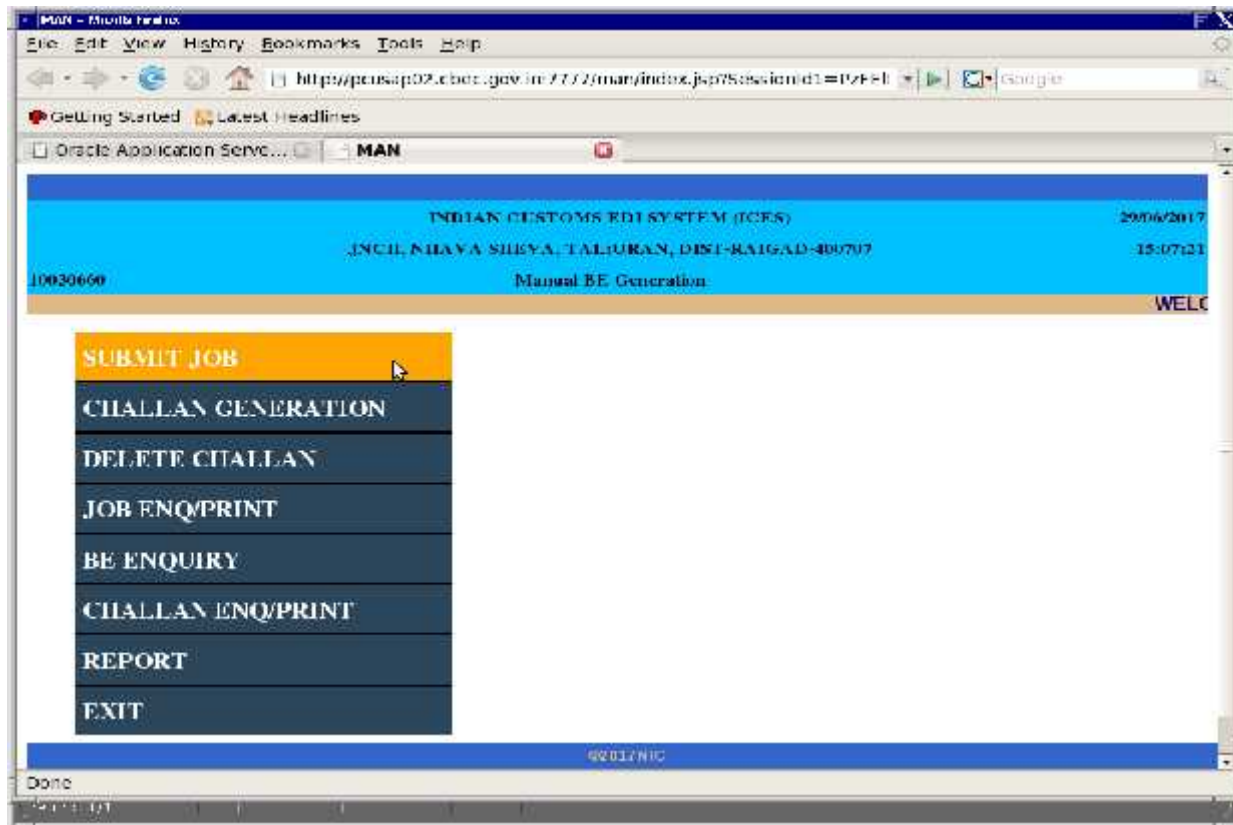 MAN - Mozilla Firefox
File Edit View History Bookmarks Tools Help
Google
Getting Started Latest Headlines
Oracle Application Serve... MAN
INDIAN CUSTOMS EDI SYSTEM (ICES) 29/06/2017
JNCH, NHAVA SHEVA, TAL:URAN, DIST-RAIGAD-400707 15:07:21
10030660 Manual BE Generation
WELC
SUBMIT JOB
CHALLAN GENERATION
DELETE CHALLAN
JOB ENQ/PRINT
BE ENQUIRY
CHALLAN ENQ/PRINT
REPORT
EXIT
©2017NIC
Done